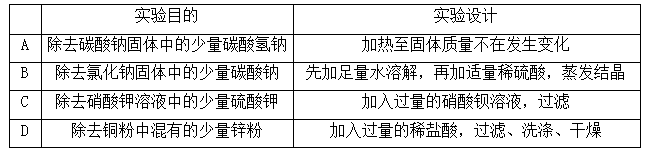 实验目的 实验设计
A 除去碳酸钠固体中的少量碳酸氢钠 加热至固体质量不在发生变化
B 除去氯化钠固体中的少量碳酸钠 先加足量水溶解，再加适量稀硫酸，蒸发结晶
C 除去硝酸钾溶液中的少量硫酸钾 加入过量的硝酸钡溶液，过滤
D 除去铜粉中混有的少量锌粉 加入过量的稀盐酸，过滤、洗涤、干燥